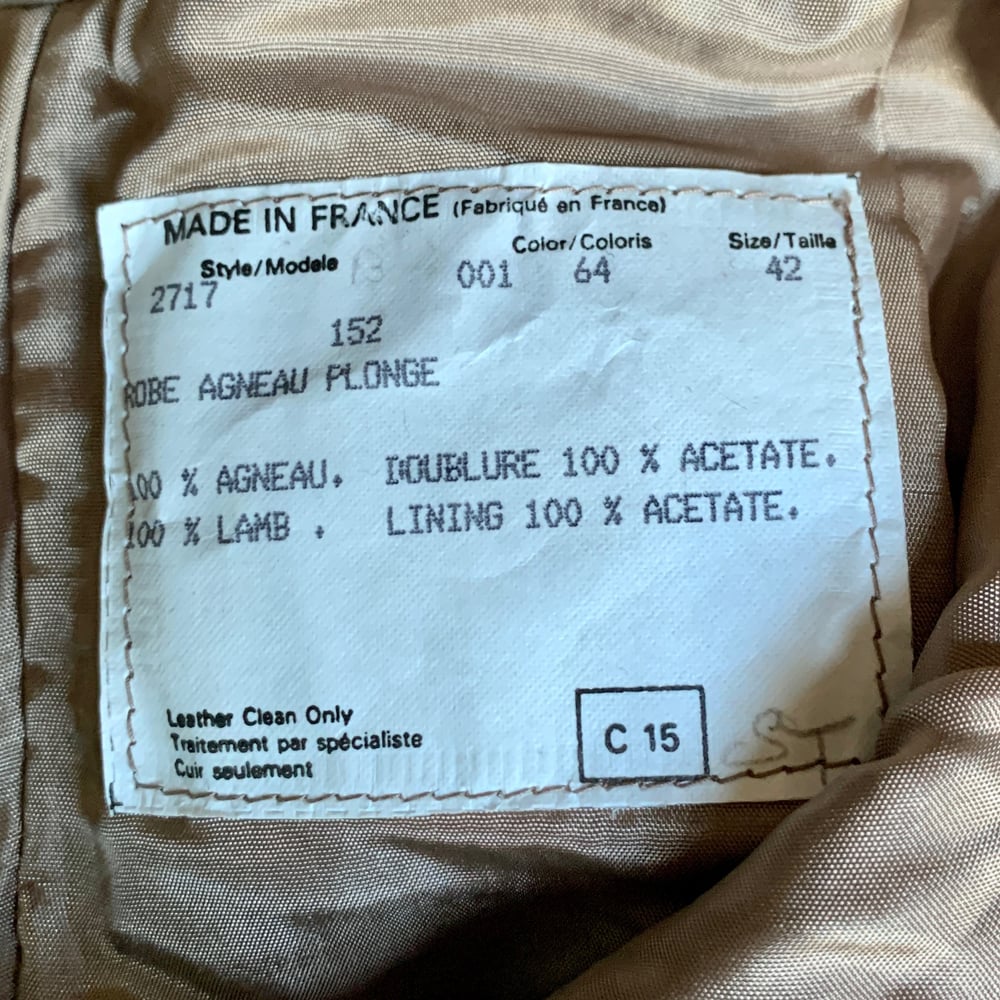 MADE IN FRANCE (Fabriqué en France)
Style/Modele Color/Coloris Size/Taille
2717 001 64 42
152
ROBE AGNEAU PLONGE
100 % AGNEAU. DOUBLURE 100 % ACETATE.
100 % LAMB . LINING 100 % ACETATE.
Leather Clean Only
Traitement par spécialiste
Cuir seulement
C 15
ST